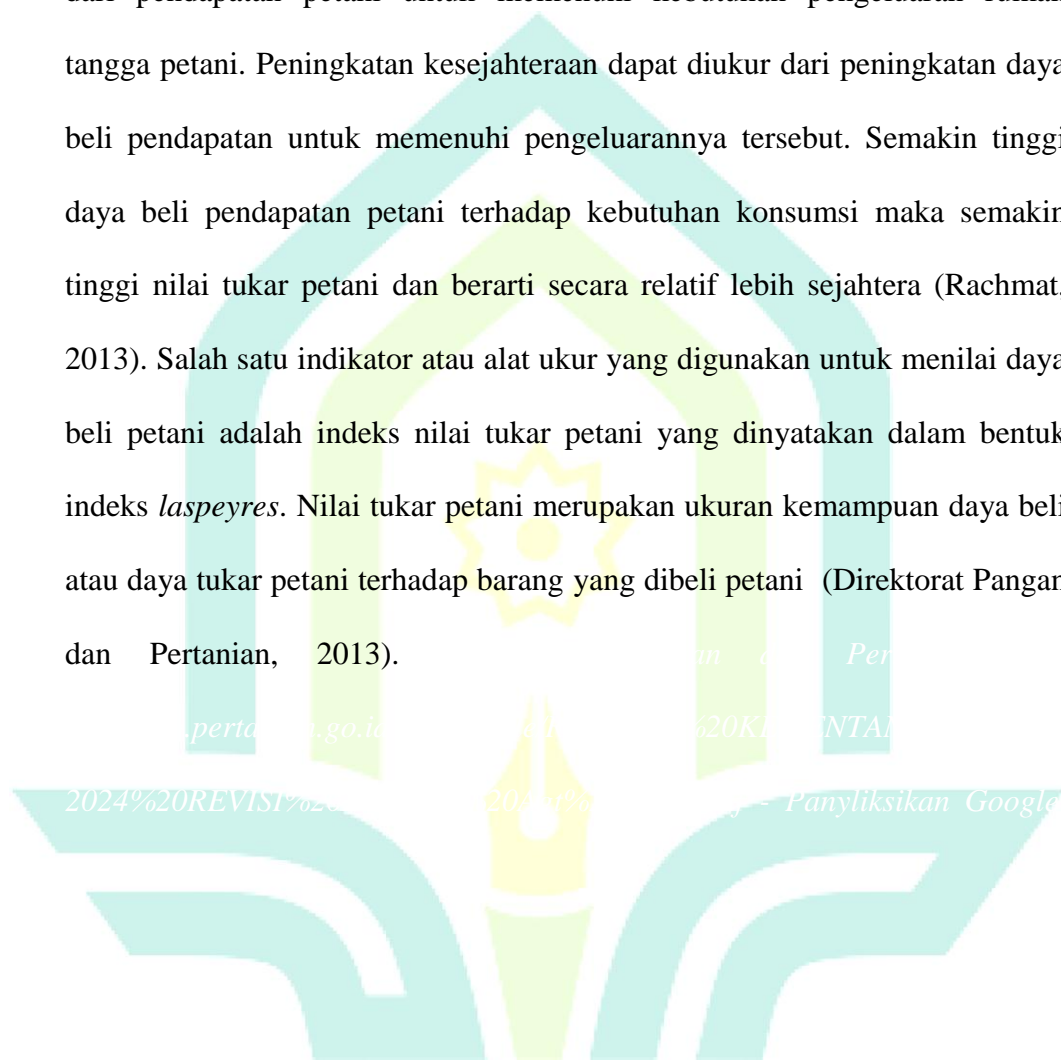 dari pendapatan petani untuk memenuhi kebutuhan pengeluaran rumah
tangga petani. Peningkatan kesejahteraan dapat diukur dari peningkatan daya
beli pendapatan untuk memenuhi pengeluarannya tersebut. Semakin tinggi
daya beli pendapatan petani terhadap kebutuhan konsumsi maka semakin
tinggi nilai tukar petani dan berarti secara relatif lebih sejahtera (Rachmat,
2013). Salah satu indikator atau alat ukur yang digunakan untuk menilai daya
beli petani adalah indeks nilai tukar petani yang dinyatakan dalam bentuk
indeks laspeyres. Nilai tukar petani merupakan ukuran kemampuan daya beli
atau daya tukar petani terhadap barang yang dibeli petani (Direktorat Pangan
dan Pertanian, 2013).
2024%20REVISI% - Panyliksikan Google